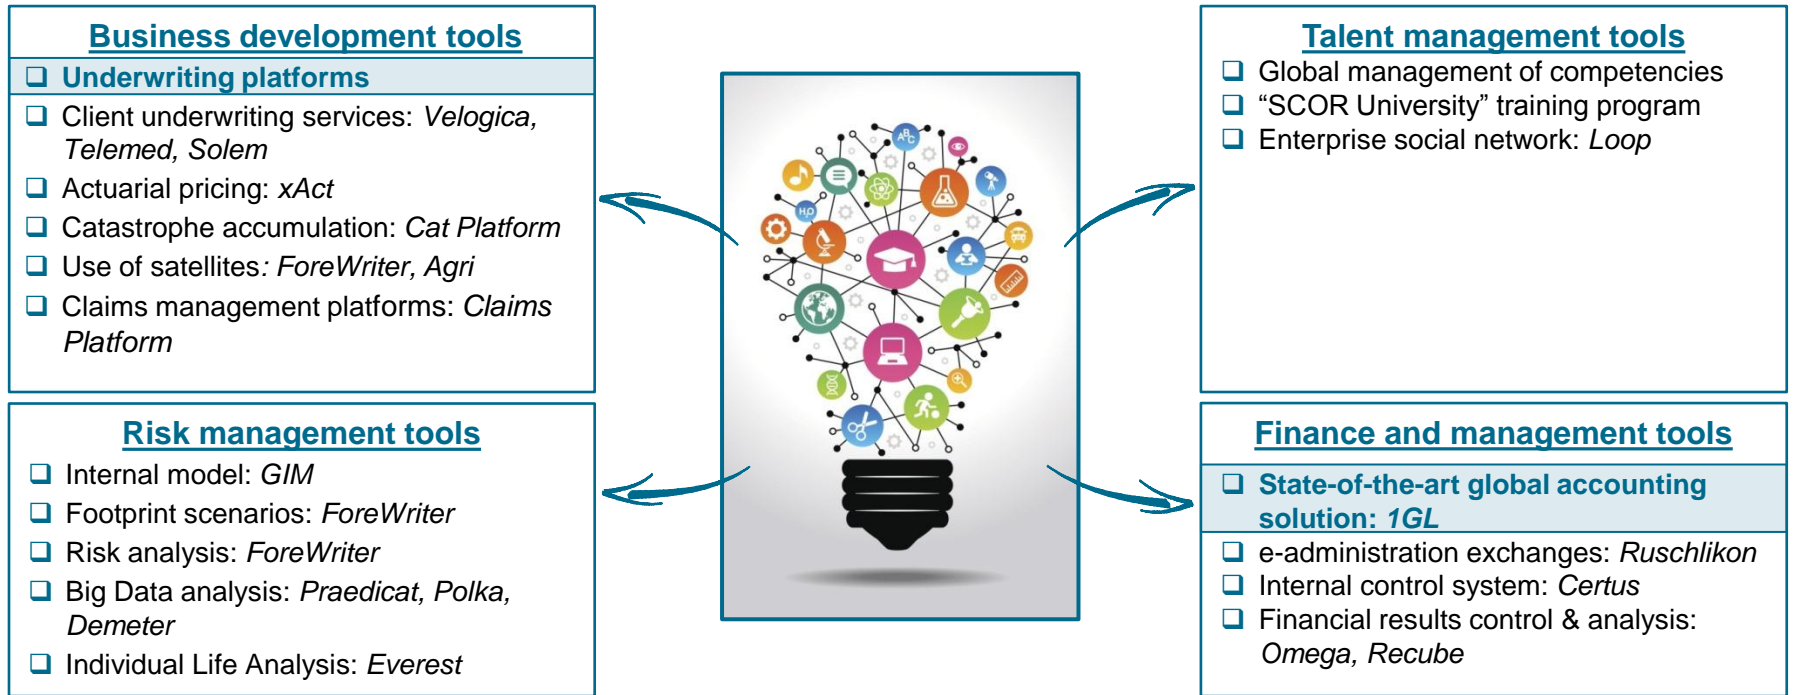 Business development tools
❑ Underwriting platforms
❑ Client underwriting services: Velogica,
Telemed, Solem
❑ Actuarial pricing: xAct
❑ Catastrophe accumulation: Cat Platform
❑ Use of satellites: ForeWriter, Agri
❑ Claims management platforms: Claims
Platform
Risk management tools
❑ Internal model: GIM
❑ Footprint scenarios: ForeWriter
❑ Risk analysis: ForeWriter
❑ Big Data analysis: Praedicat, Polka,
Demeter
❑ Individual Life Analysis: Everest
ABC
H₂O
Talent management tools
❑ Global management of competencies
❑ “SCOR University” training program
❑ Enterprise social network: Loop
Finance and management tools
❑ State-of-the-art global accounting
solution: 1GL
❑ e-administration exchanges: Ruschlikon
❑ Internal control system: Certus
❑ Financial results control & analysis:
Omega, Recube